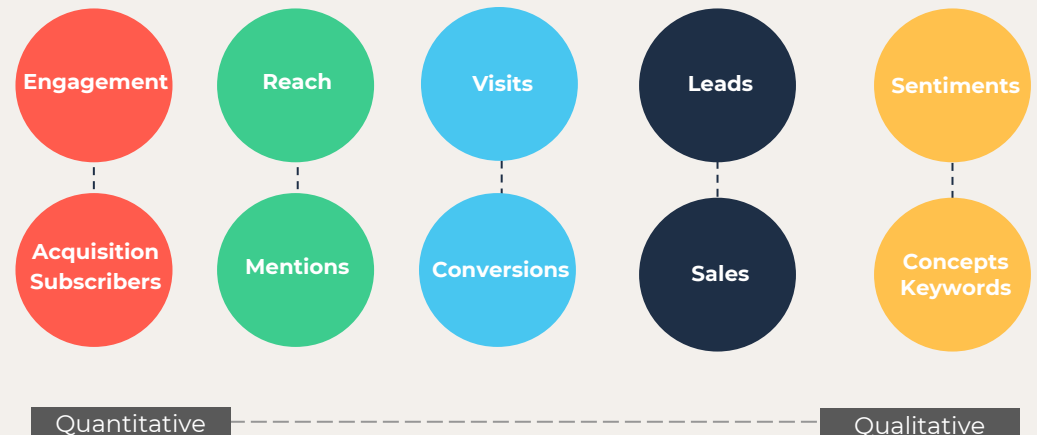 Engagement
Reach
Visits
Leads
Sentiments
Acquisition
Subscribers
Mentions
Conversions
Sales
Concepts
Keywords
Quantitative
Qualitative